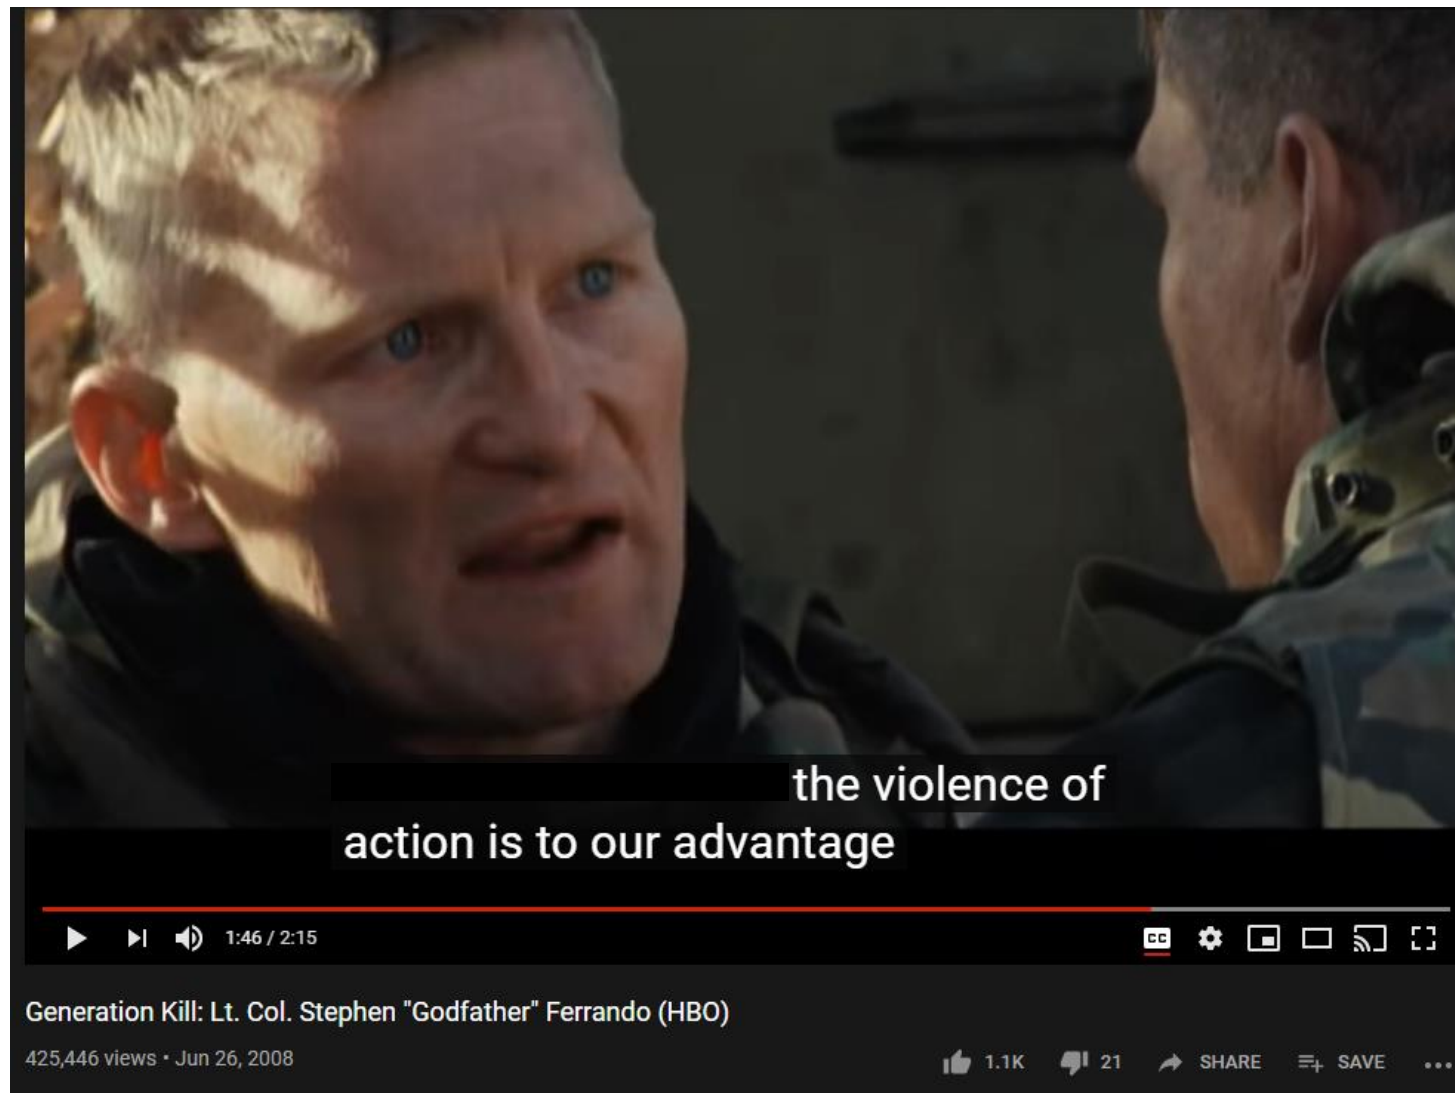 the violence of
action is to our advantage
1:46 / 2:15
CC
Generation Kill: Lt. Col. Stephen "Godfather" Ferrando (HBO)
425,446 views • Jun 26, 2008
1.1K 21 SHARE SAVE